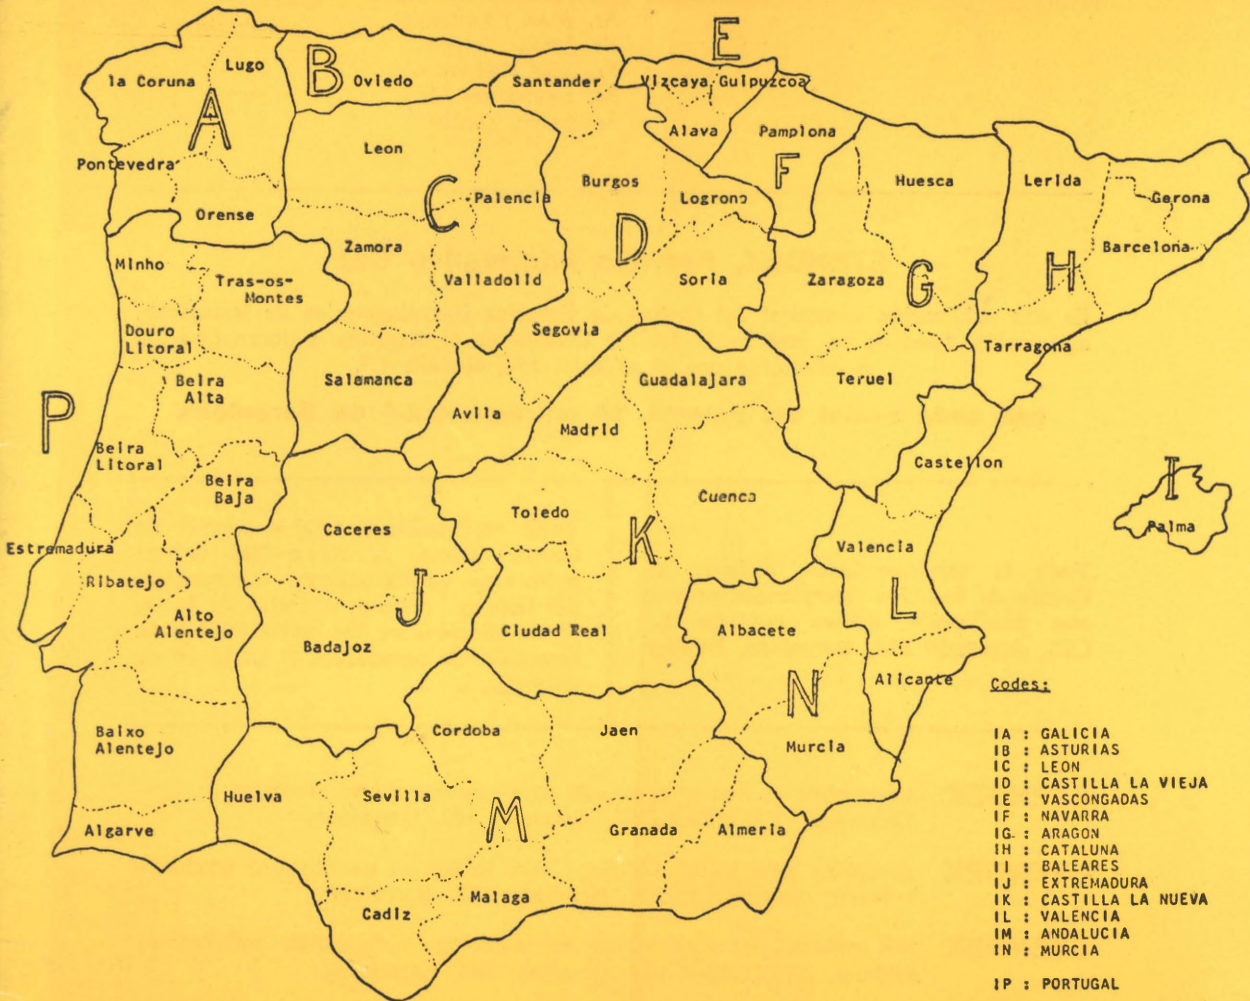 E
B
Lugo
la Coruna
Oviedo
Santander
Vizcaya
Guipuzcoa
A
Alava
Pamplona
Leon
Pontevedra
F
Burgos
Huesca
Lerida
C
Palencia
Logrono
Gerona
Orense
D
Zamora
Barcelona
Minho
Tras-os-
Montes
Valladolid
Soria
Zaragoza
G
H
Douro
Litoral
Segovia
Tarragona
Beira
Alta
Salamanca
Guadalajara
Teruel
P
Avila
Madrid
Beira
Litoral
Castellon
Beira
Baja
I
Cuenca
Toledo
Caceres
K
Palma
Estremadura
Valencia
Ribatejo
J
L
Alto
Alentejo
Ciudad Real
Albacete
Badajoz
N
Alicante
Cordoba
Jaen
Baixo
Alentejo
Murcia
Huelva
Sevilla
M
Algarve
Granada
Almeria
Malaga
Cadiz
Codes:
IA : GALICIA
IB : ASTURIAS
IC : LEON
ID : CASTILLA LA VIEJA
IE : VASCONGADAS
IF : NAVARRA
IG : ARAGON
IH : CATALUNA
II : BALEARES
IJ : EXTREMADURA
IK : CASTILLA LA NUEVA
IL : VALENCIA
IM : ANDALUCIA
IN : MURCIA
IP : PORTUGAL